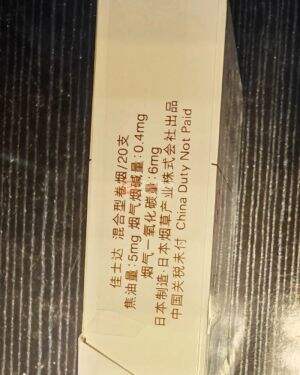 佳士达 混合型卷烟/20支
焦油量:5mg 烟气烟碱量:0.4mg
烟气一氧化碳量:6mg
日本制造·日本烟草产业株式会社出品
中国关税未付 China Duty Not Paid